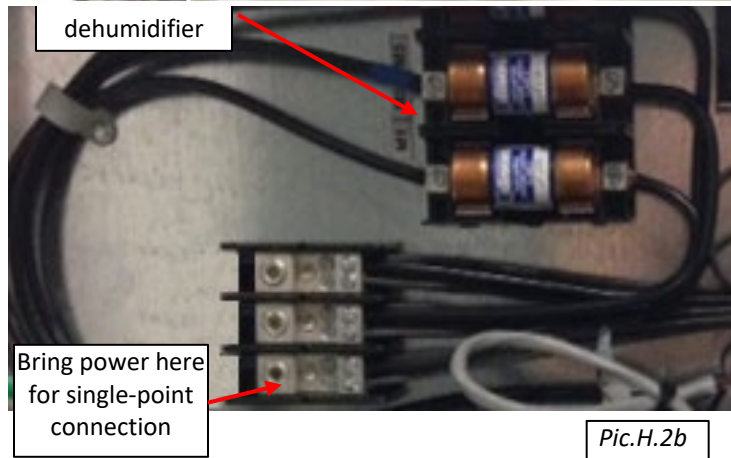 dehumidifier
Bring power here
for single-point
connection
Pic.H.2b